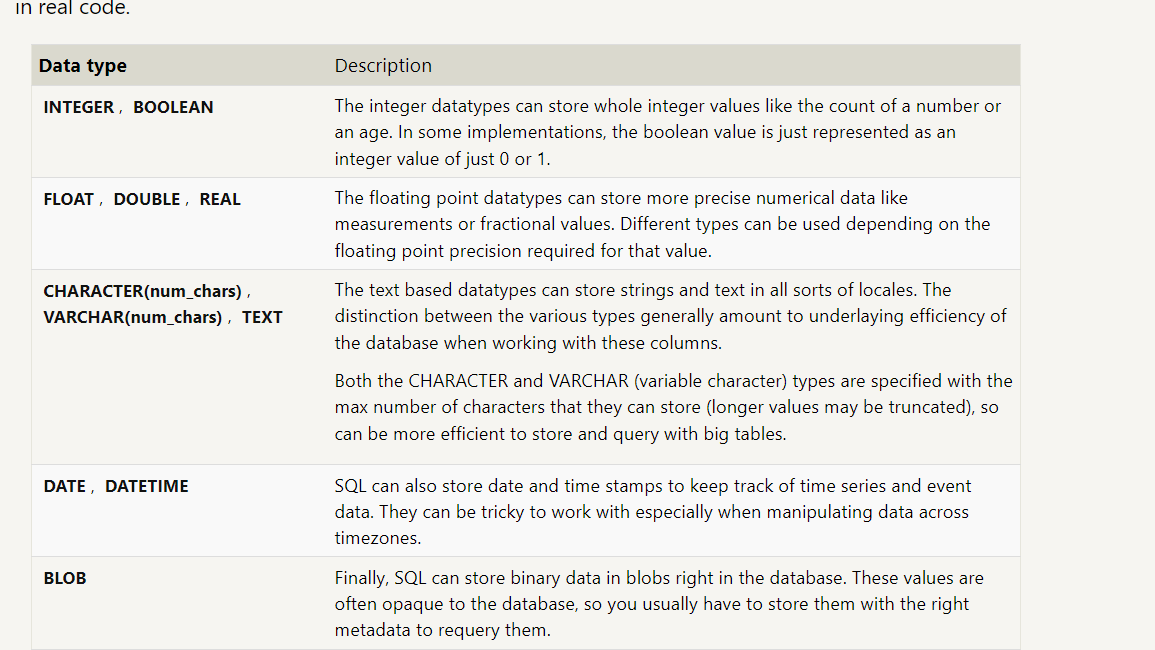 in real code.
Data type Description
INTEGER , BOOLEAN
The integer datatypes can store whole integer values like the count of a number or
an age. In some implementations, the boolean value is just represented as an
integer value of just 0 or 1.
FLOAT , DOUBLE , REAL
The floating point datatypes can store more precise numerical data like
measurements or fractional values. Different types can be used depending on the
floating point precision required for that value.
CHARACTER(num_chars) ,
VARCHAR(num_chars) , TEXT
The text based datatypes can store strings and text in all sorts of locales. The
distinction between the various types generally amount to underlaying efficiency of
the database when working with these columns.
Both the CHARACTER and VARCHAR (variable character) types are specified with the
max number of characters that they can store (longer values may be truncated), so
can be more efficient to store and query with big tables.
DATE , DATETIME
SQL can also store date and time stamps to keep track of time series and event
data. They can be tricky to work with especially when manipulating data across
timezones.
BLOB
Finally, SQL can store binary data in blobs right in the database. These values are
often opaque to the database, so you usually have to store them with the right
metadata to requery them.